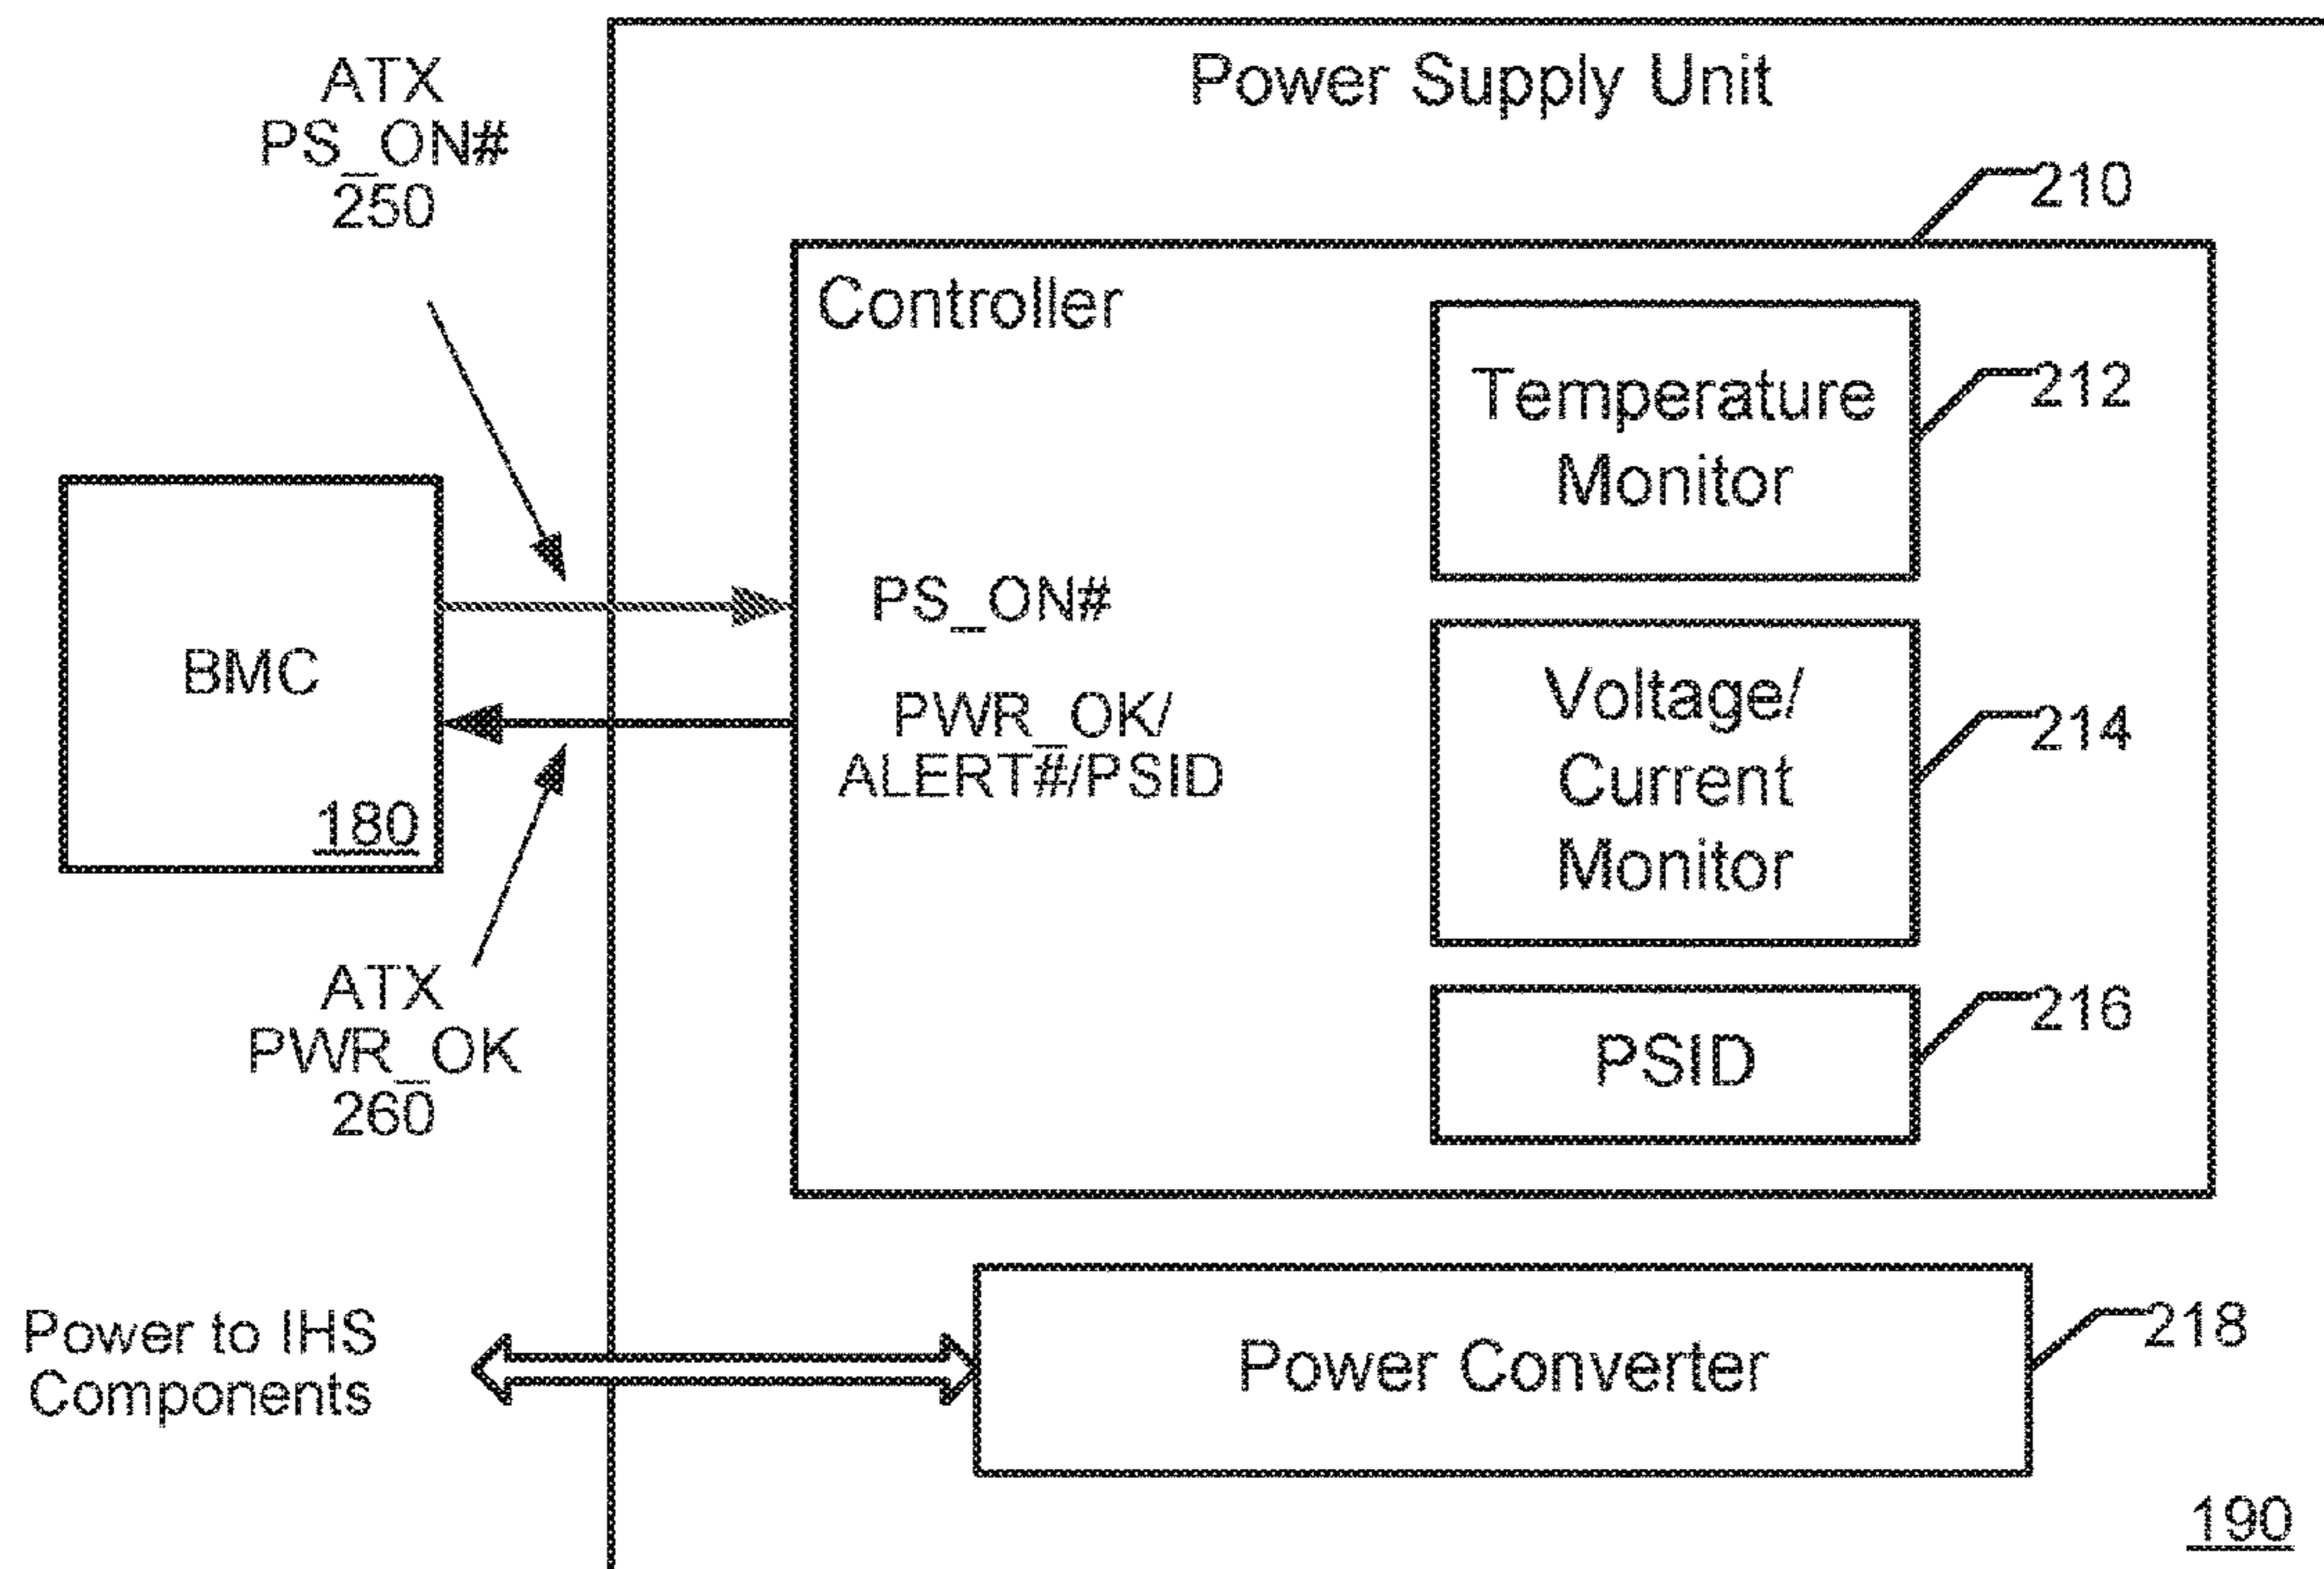 Power Supply Unit
ATX
PS_ON#
250
210
Controller
Temperature
Monitor
212
BMC
180
PS_ON#
PWR_OK/
ALERT#/PSID
Voltage/
Current
Monitor
214
ATX
PWR_OK
260
PSID
216
Power to IHS
Components
Power Converter
218
190